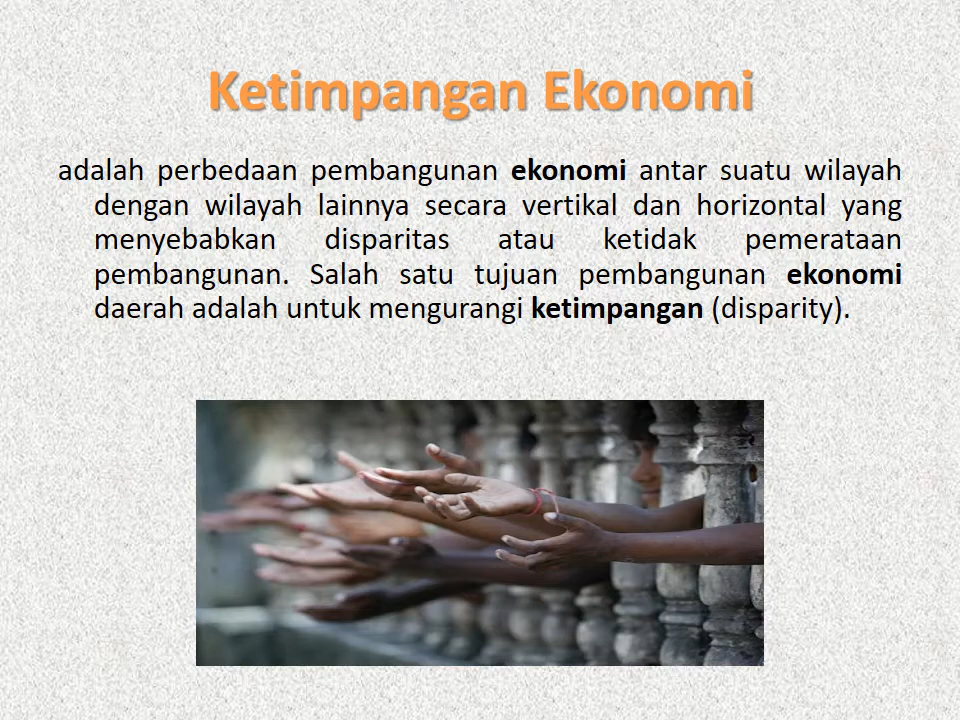 Ketimpangan Ekonomi
adalah perbedaan pembangunan ekonomi antar suatu wilayah
dengan wilayah lainnya secara vertikal dan horizontal yang
menyebabkan disparitas atau ketidak pemerataan
pembangunan. Salah satu tujuan pembangunan ekonomi
daerah adalah untuk mengurangi ketimpangan (disparity).